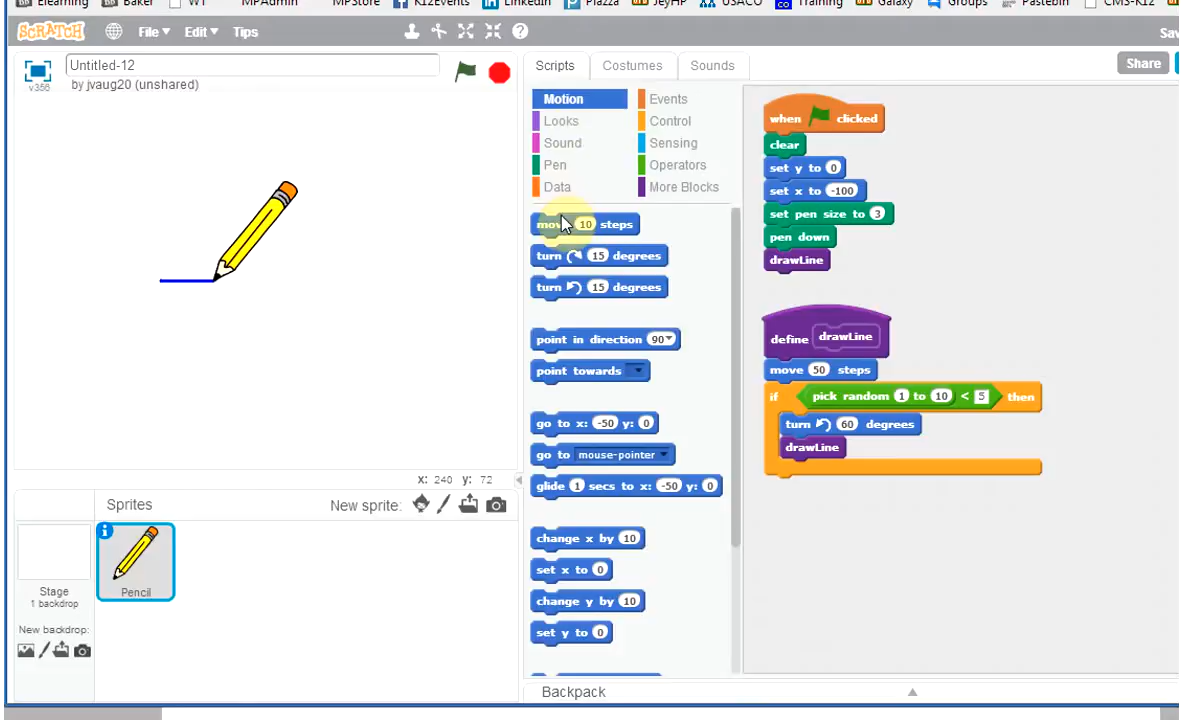 Elearning Baker WT MPAdmin MPStore K12Events LinkedIn Piazza JeyHP USACO Training Galaxy Groups Pastebin CMS-K12
SCRATCH File Edit Tips Sav
Untitled-12
by jvaug20 (unshared)
v356
Scripts Costumes Sounds Share
Motion Events
Looks Control
Sound Sensing
Pen Operators
Data More Blocks
move 10 steps
turn 15 degrees
turn 15 degrees
point in direction 90
point towards
go to x: -50 y: 0
go to mouse-pointer
glide 1 secs to x: -50 y: 0
change x by 10
set x to 0
change y by 10
set y to 0
when clicked
clear
set y to 0
set x to -100
set pen size to 3
pen down
drawLine
define drawLine
move 50 steps
if pick random 1 to 10 < 5 then
turn 60 degrees
drawLine
x: 240 y: 72
Sprites New sprite:
Stage
1 backdrop
New backdrop:
Pencil
Backpack